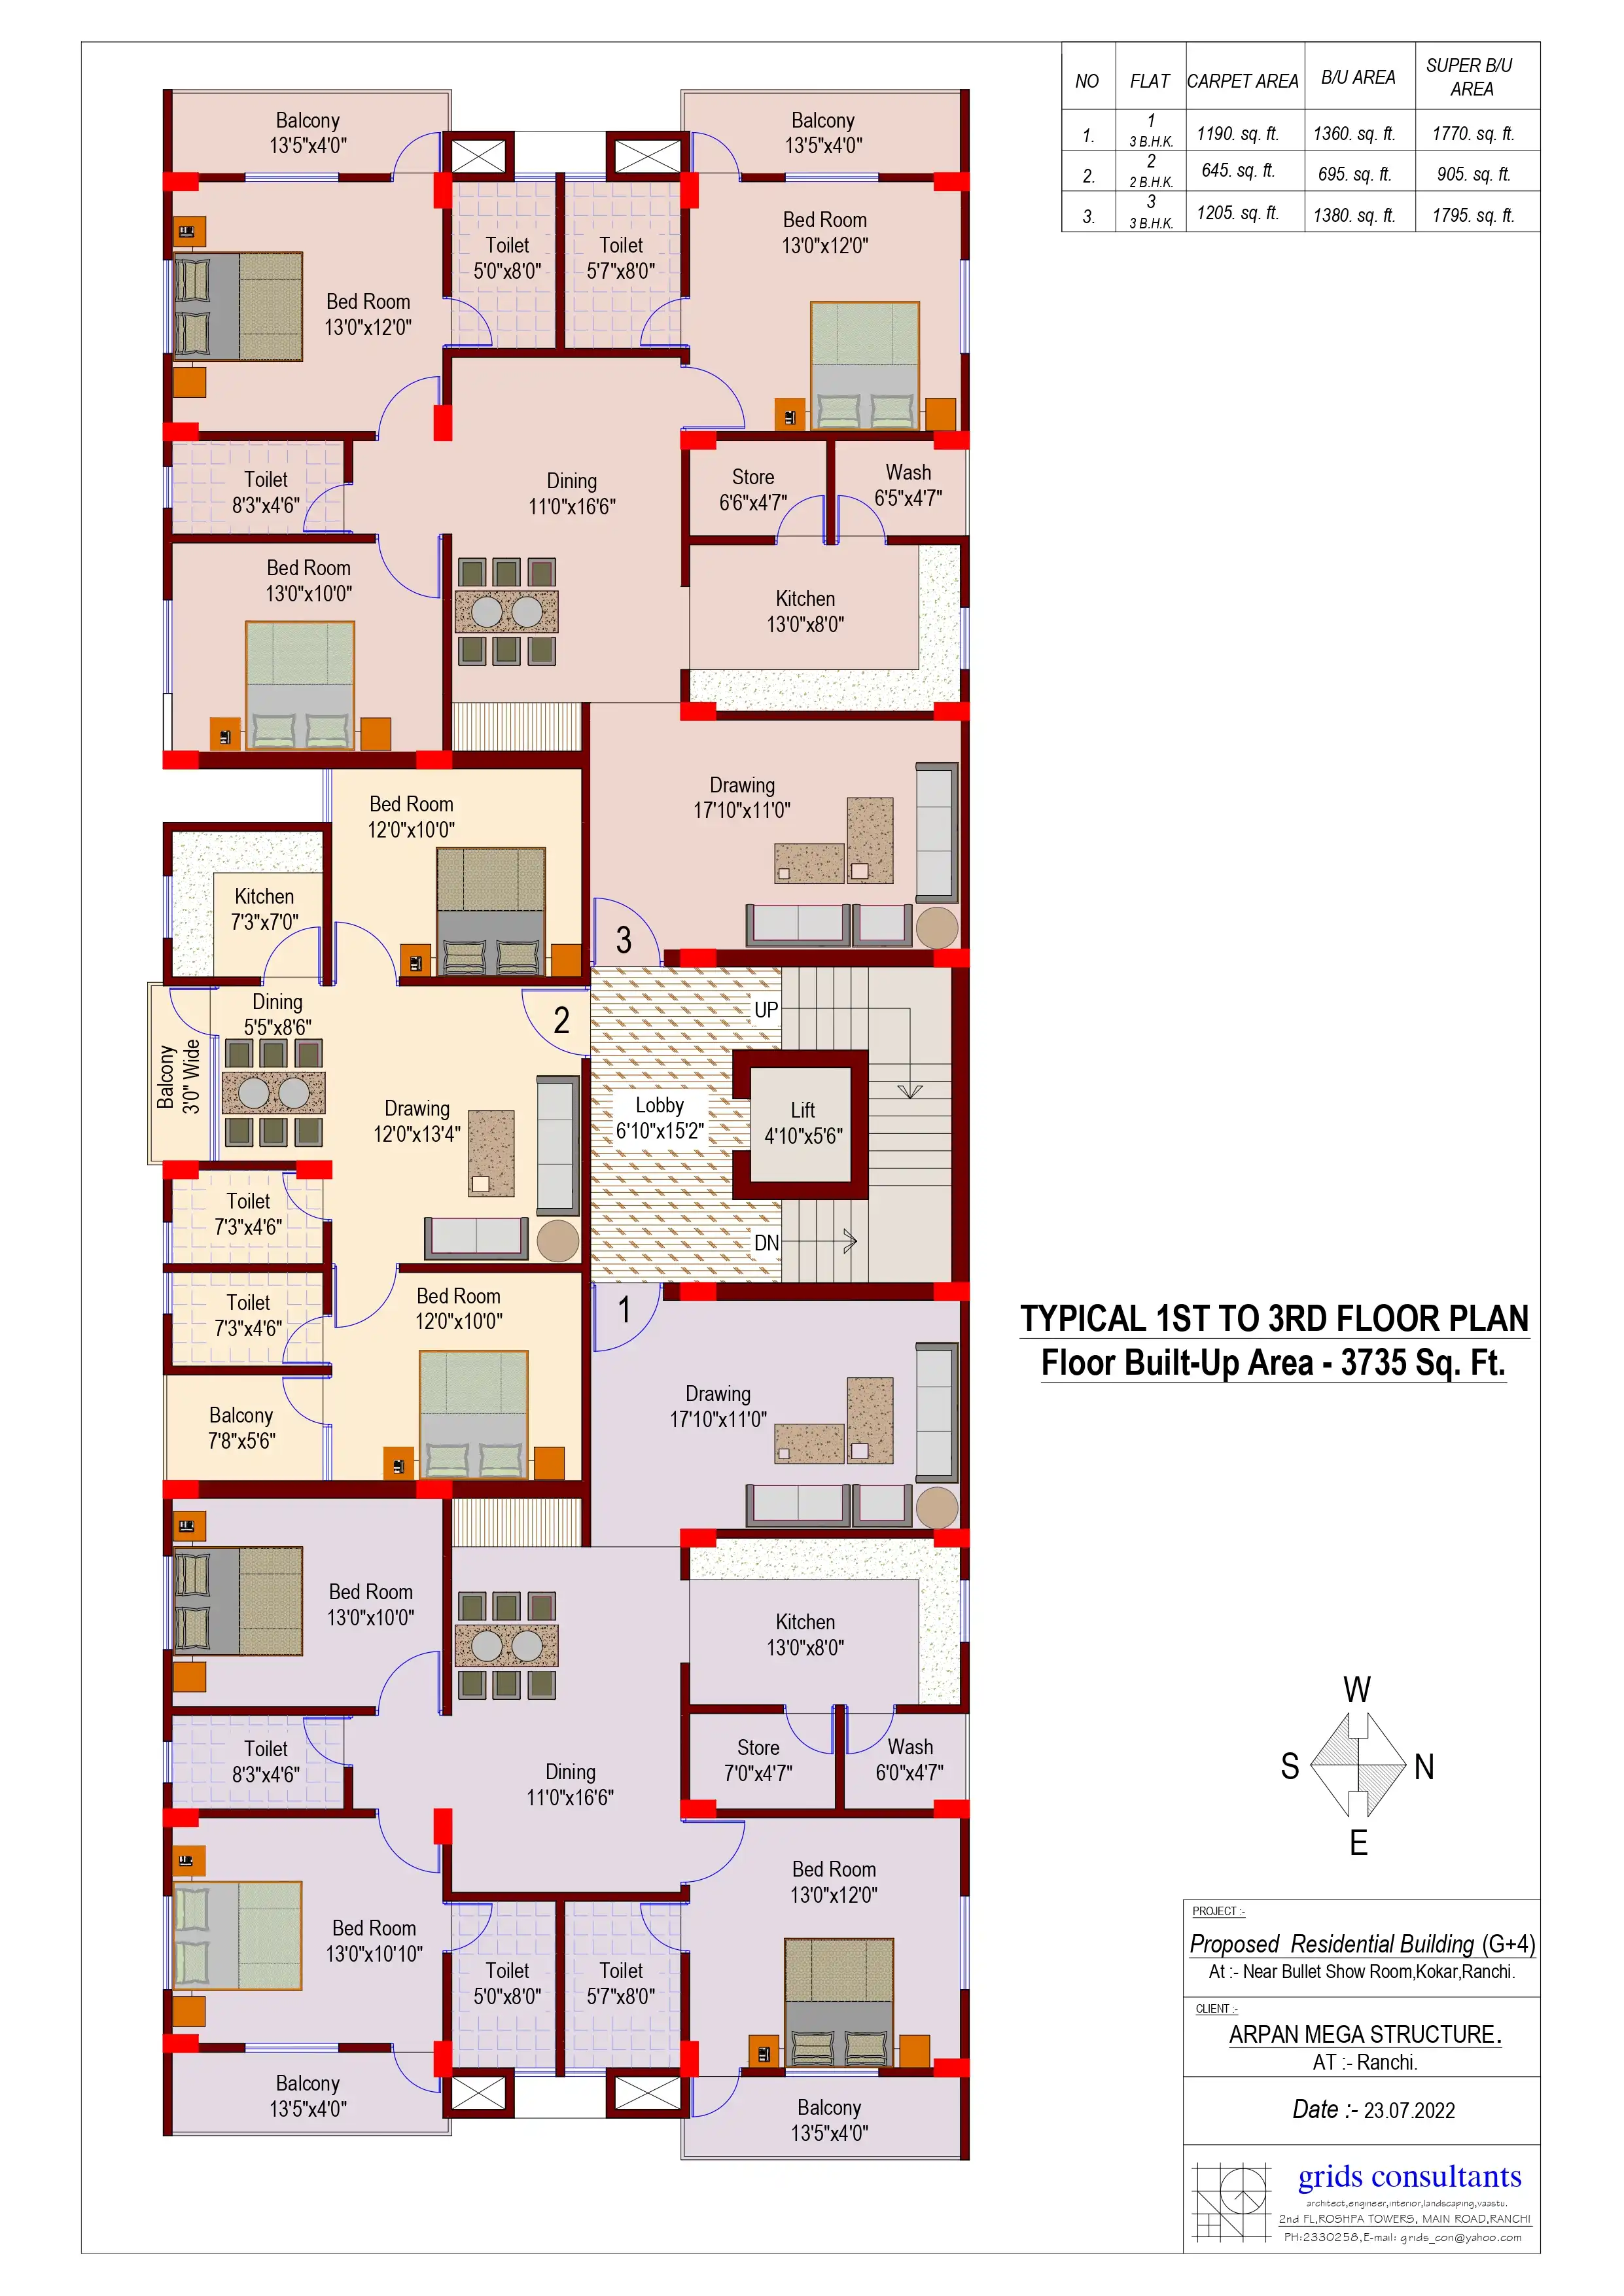 NO FLAT CARPET AREA B/U AREA SUPER B/U AREA
1. 1 3 B.H.K. 1190. sq. ft. 1360. sq. ft. 1770. sq. ft.
2. 2 2 B.H.K. 645. sq. ft. 695. sq. ft. 905. sq. ft.
3. 3 3 B.H.K. 1205. sq. ft. 1380. sq. ft. 1795. sq. ft.
Balcony
13'5"x4'0"
Balcony
13'5"x4'0"
Toilet
5'0"x8'0"
Toilet
5'7"x8'0"
Bed Room
13'0"x12'0"
Bed Room
13'0"x12'0"
Toilet
8'3"x4'6"
Dining
11'0"x16'6"
Store
6'6"x4'7"
Wash
6'5"x4'7"
Bed Room
13'0"x10'0"
Kitchen
13'0"x8'0"
Drawing
17'10"x11'0"
3
Bed Room
12'0"x10'0"
Kitchen
7'3"x7'0"
Dining
5'5"x8'6"
2
Balcony
3'0" Wide
Drawing
12'0"x13'4"
UP
Lobby
6'10"x15'2"
Lift
4'10"x5'6"
DN
Toilet
7'3"x4'6"
Toilet
7'3"x4'6"
Bed Room
12'0"x10'0"
Balcony
7'8"x5'6"
1
Drawing
17'10"x11'0"
TYPICAL 1ST TO 3RD FLOOR PLAN
Floor Built-Up Area - 3735 Sq. Ft.
Bed Room
13'0"x10'0"
Kitchen
13'0"x8'0"
Toilet
8'3"x4'6"
Dining
11'0"x16'6"
Store
7'0"x4'7"
Wash
6'0"x4'7"
Bed Room
13'0"x10'10"
Toilet
5'0"x8'0"
Toilet
5'7"x8'0"
Bed Room
13'0"x12'0"
Balcony
13'5"x4'0"
Balcony
13'5"x4'0"
W
S N
E
PROJECT :-
Proposed Residential Building (G+4)
At :- Near Bullet Show Room,Kokar,Ranchi.
CLIENT :-
ARPAN MEGA STRUCTURE.
AT :- Ranchi.
Date :- 23.07.2022
grids consultants
architect,engineer,interior,landscaping,vaastu.
2nd FL,ROSHPA TOWERS, MAIN ROAD,RANCHI
PH:2330258,E-mail: grids_con@yahoo.com